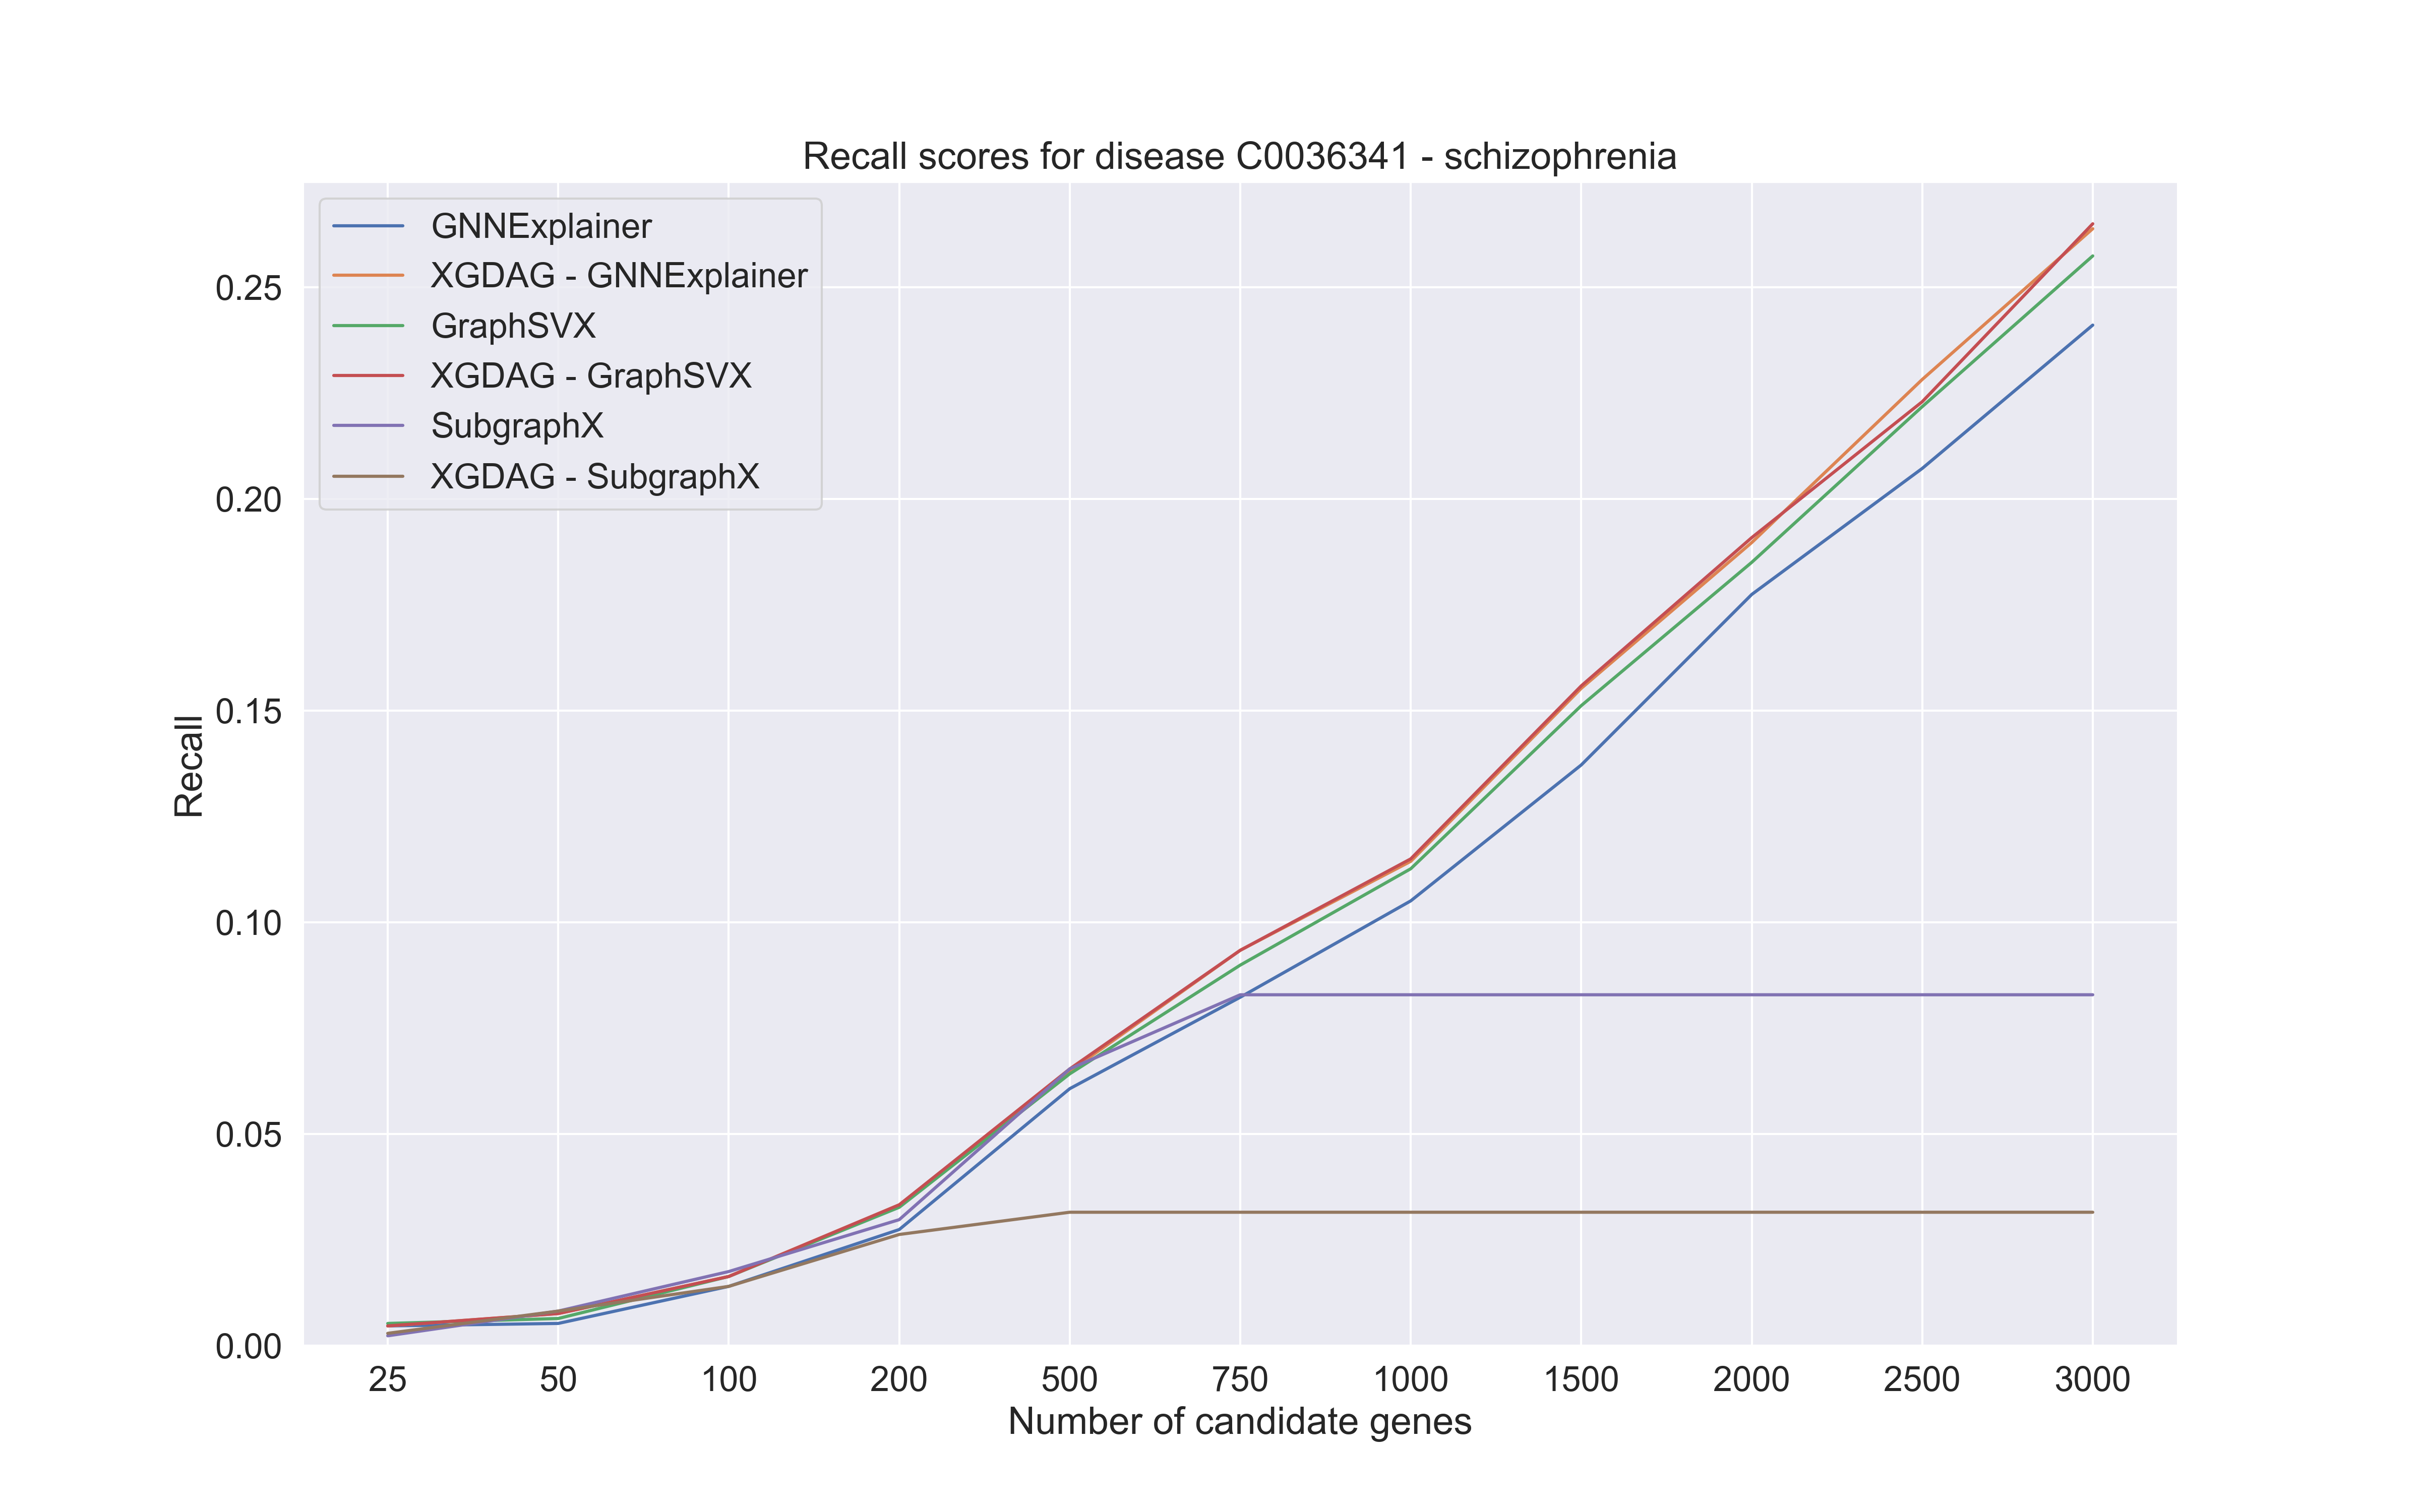 Recall scores for disease C0036341 - schizophrenia
GNNExplainer
XGDAG - GNNExplainer
GraphSVX
XGDAG - GraphSVX
SubgraphX
XGDAG - SubgraphX
0.25
0.20
0.15
0.10
0.05
0.00
Recall
25 50 100 200 500 750 1000 1500 2000 2500 3000
Number of candidate genes